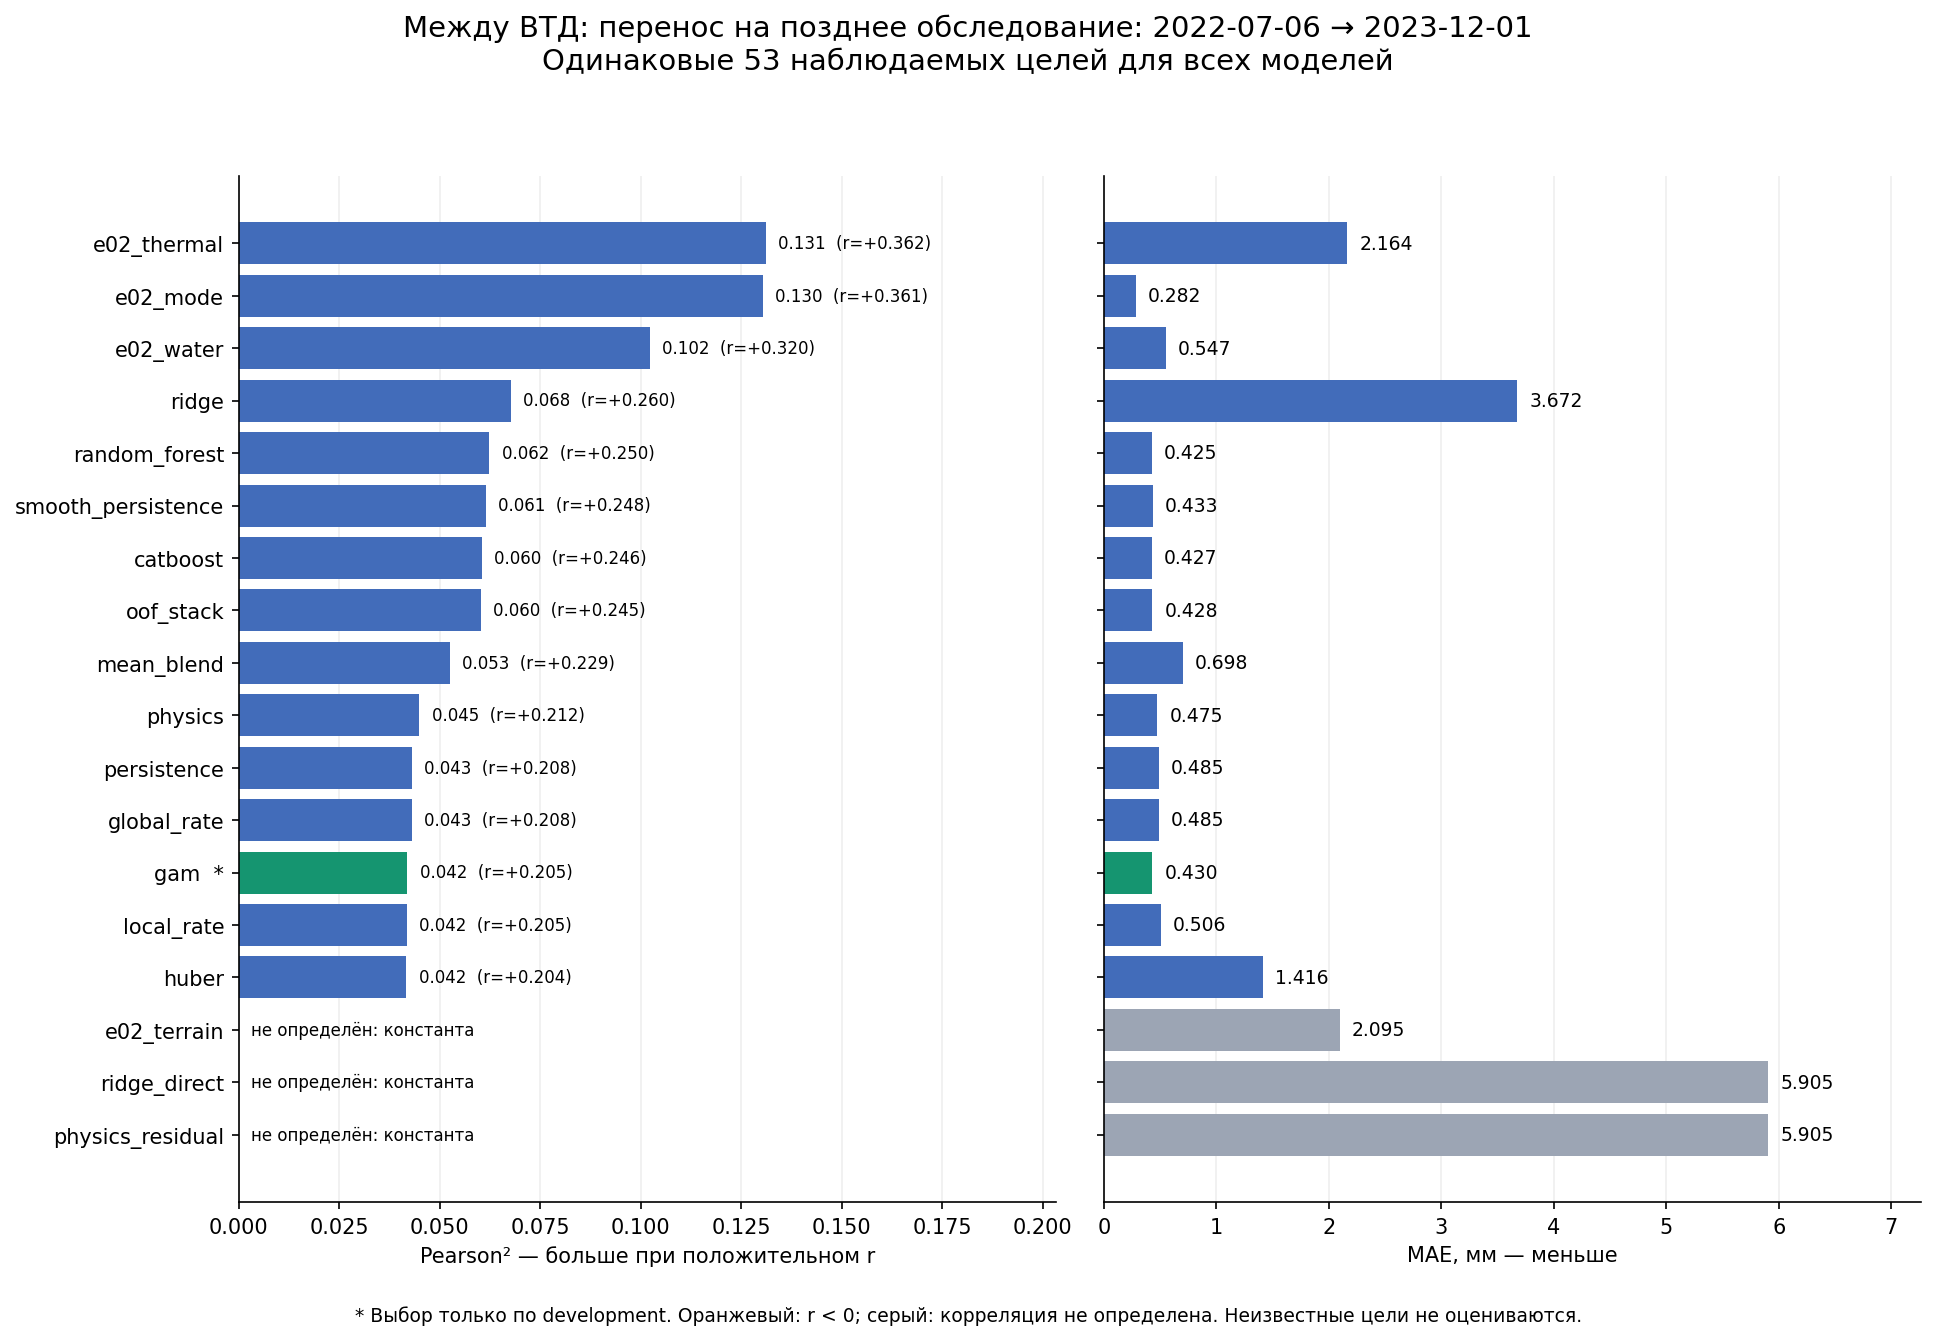 Между ВТД: перенос на позднее обследование: 2022-07-06 → 2023-12-01
Одинаковые 53 наблюдаемых целей для всех моделей
e02_thermal 0.131 (r=+0.362) 2.164
e02_mode 0.130 (r=+0.361) 0.282
e02_water 0.102 (r=+0.320) 0.547
ridge 0.068 (r=+0.260) 3.672
random_forest 0.062 (r=+0.250) 0.425
smooth_persistence 0.061 (r=+0.248) 0.433
catboost 0.060 (r=+0.246) 0.427
oof_stack 0.060 (r=+0.245) 0.428
mean_blend 0.053 (r=+0.229) 0.698
physics 0.045 (r=+0.212) 0.475
persistence 0.043 (r=+0.208) 0.485
global_rate 0.043 (r=+0.208) 0.485
gam * 0.042 (r=+0.205) 0.430
local_rate 0.042 (r=+0.205) 0.506
huber 0.042 (r=+0.204) 1.416
e02_terrain не определён: константа 2.095
ridge_direct не определён: константа 5.905
physics_residual не определён: константа 5.905
0.000 0.025 0.050 0.075 0.100 0.125 0.150 0.175 0.200 0 1 2 3 4 5 6 7
Pearson² — больше при положительном r MAE, мм — меньше
* Выбор только по development. Оранжевый: r < 0; серый: корреляция не определена. Неизвестные цели не оцениваются.